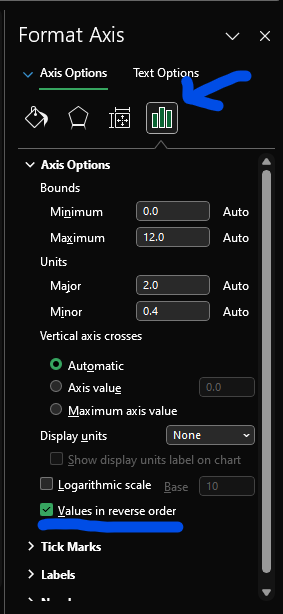 Format Axis
Axis Options Text Options
Axis Options
Bounds
Minimum 0.0 Auto
Maximum 12.0 Auto
Units
Major 2.0 Auto
Minor 0.4 Auto
Vertical axis crosses
Automatic
Axis value 0.0
Maximum axis value
Display units None
Show display units label on chart
Logarithmic scale Base 10
Values in reverse order
Tick Marks
Labels